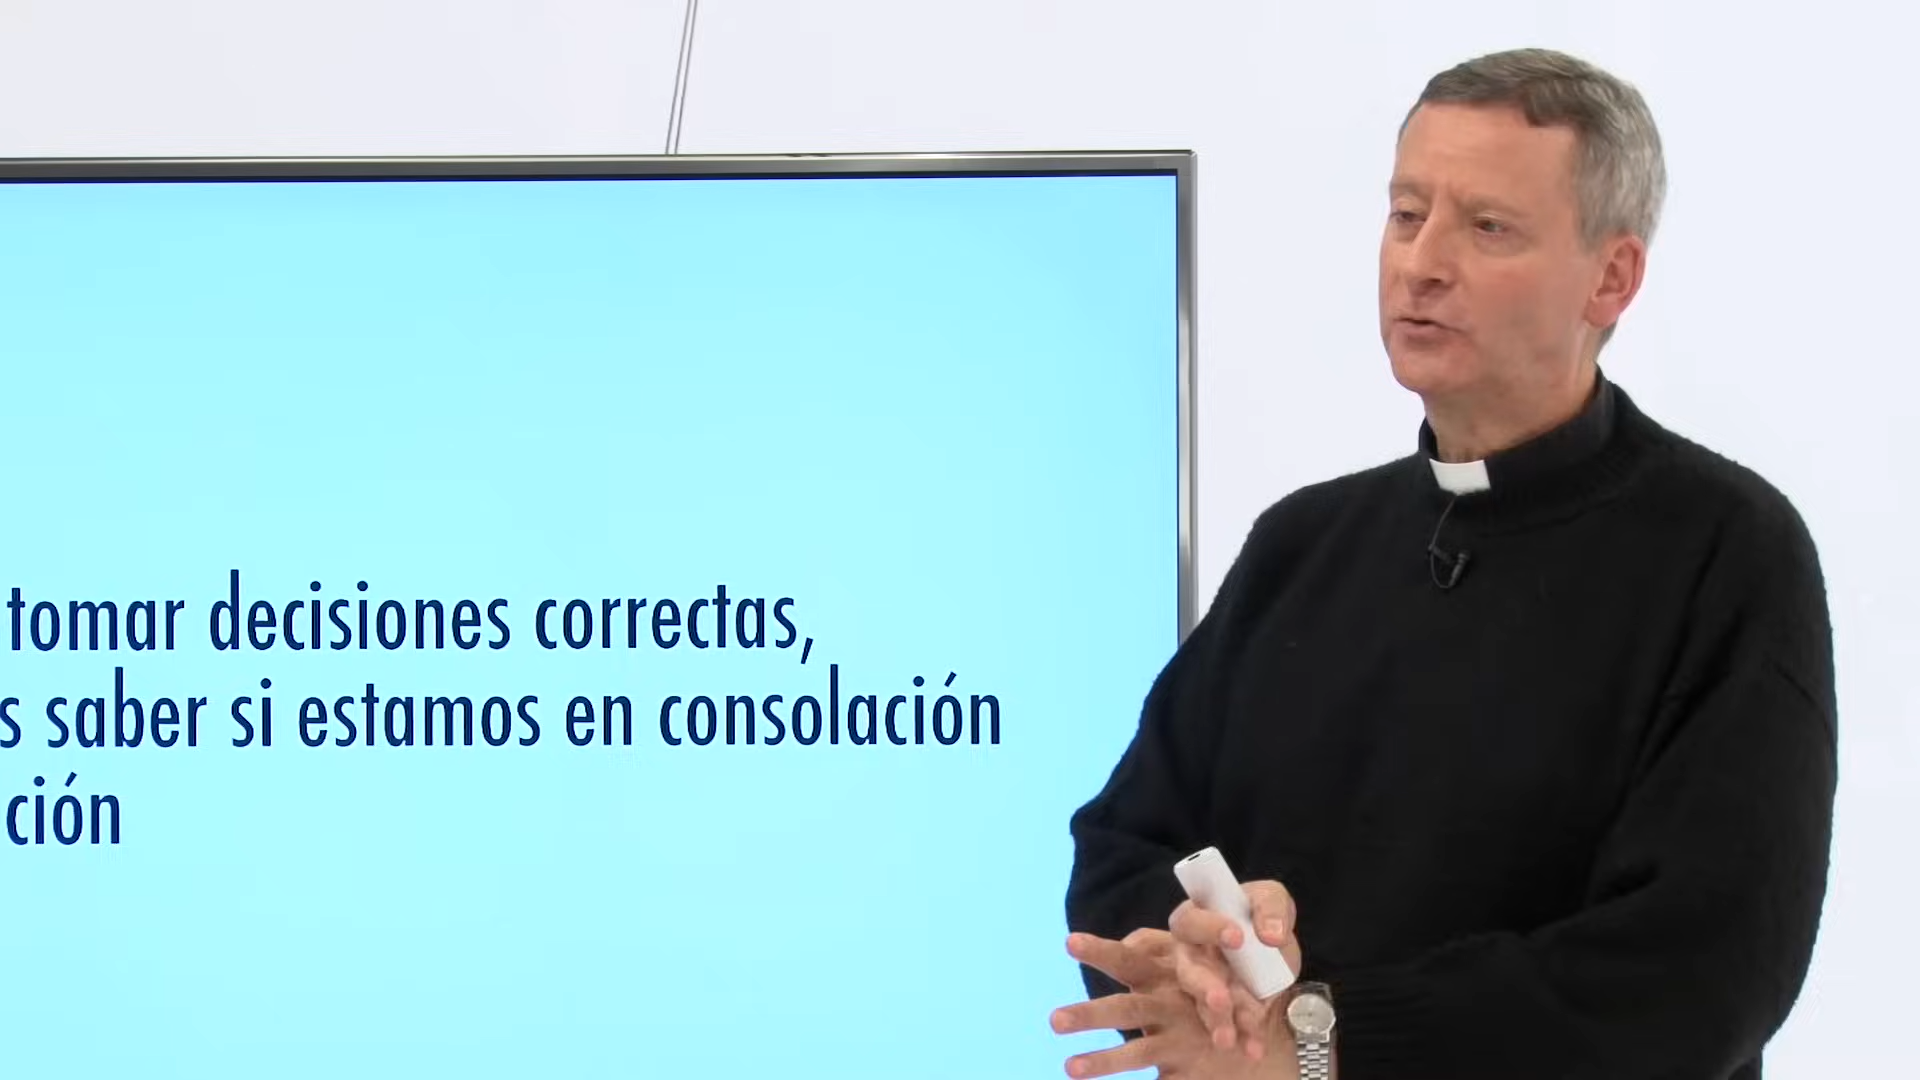 tomar decisiones correctas,
s saber si estamos en consolación
ción